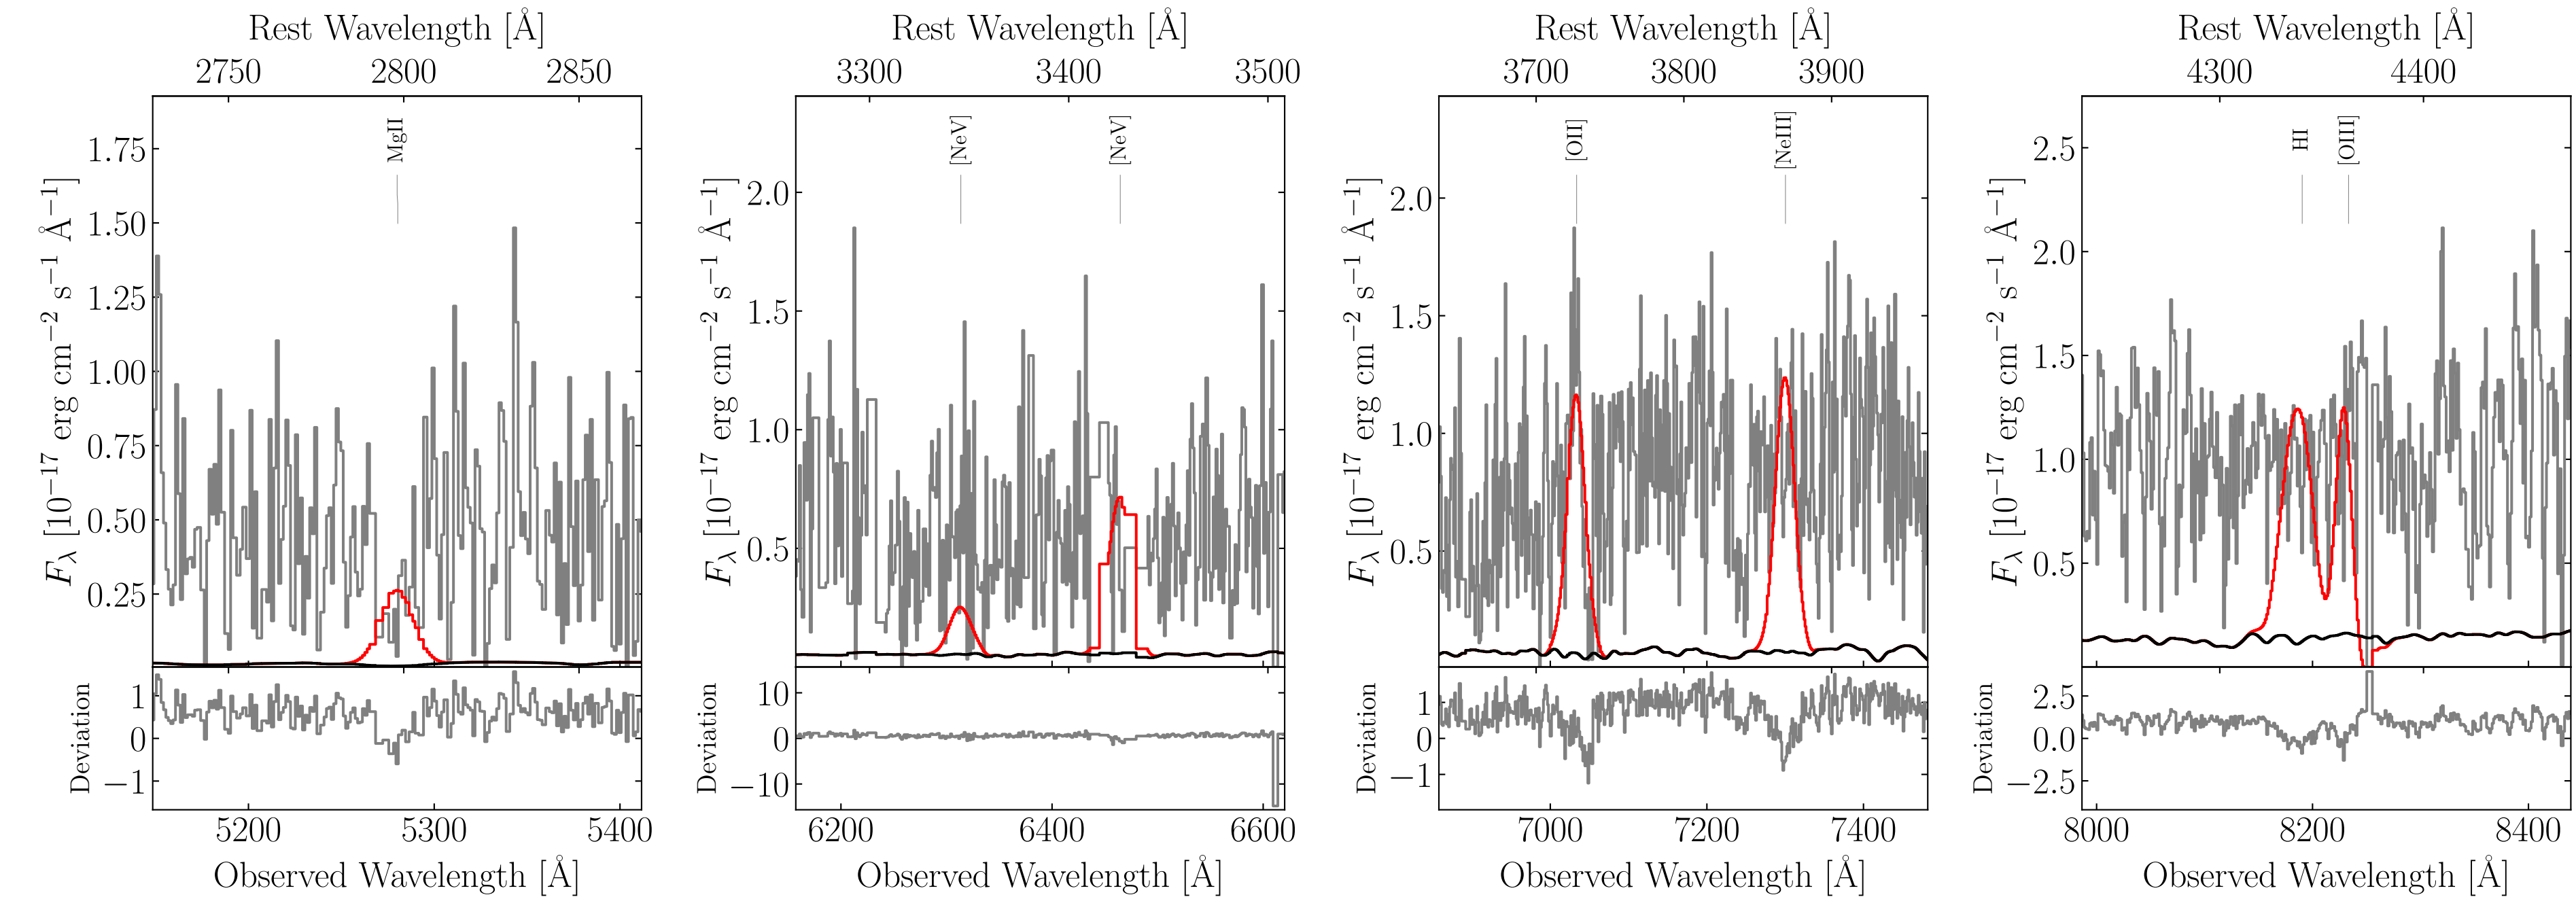 Rest Wavelength [Å]
2750 2800 2850
MgII
1.75
1.50
1.25
1.00
0.75
0.50
0.25
F_λ [10^−17 erg cm^−2 s^−1 Å^−1]
1
0
−1
Deviation
5200 5300 5400
Observed Wavelength [Å]
Rest Wavelength [Å]
3300 3400 3500
[NeV] [NeV]
2.0
1.5
1.0
0.5
F_λ [10^−17 erg cm^−2 s^−1 Å^−1]
10
0
−10
Deviation
6200 6400 6600
Observed Wavelength [Å]
Rest Wavelength [Å]
3700 3800 3900
[OII] [NeIII]
2.0
1.5
1.0
0.5
F_λ [10^−17 erg cm^−2 s^−1 Å^−1]
1
0
−1
Deviation
7000 7200 7400
Observed Wavelength [Å]
Rest Wavelength [Å]
4300 4400
HI [OIII]
2.5
2.0
1.5
1.0
0.5
F_λ [10^−17 erg cm^−2 s^−1 Å^−1]
2.5
0.0
−2.5
Deviation
8000 8200 8400
Observed Wavelength [Å]